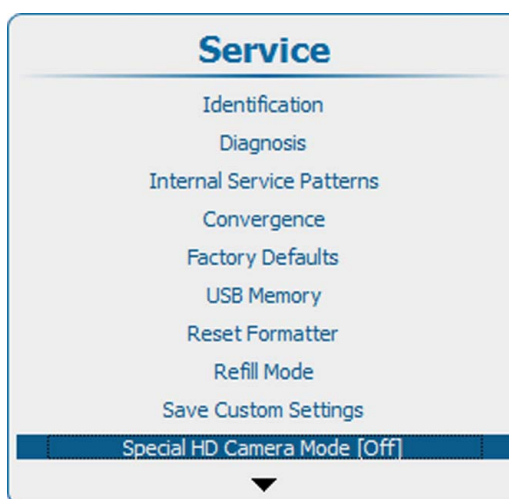 Service
Identification
Diagnosis
Internal Service Patterns
Convergence
Factory Defaults
USB Memory
Reset Formatter
Refill Mode
Save Custom Settings
Special HD Camera Mode [Off]